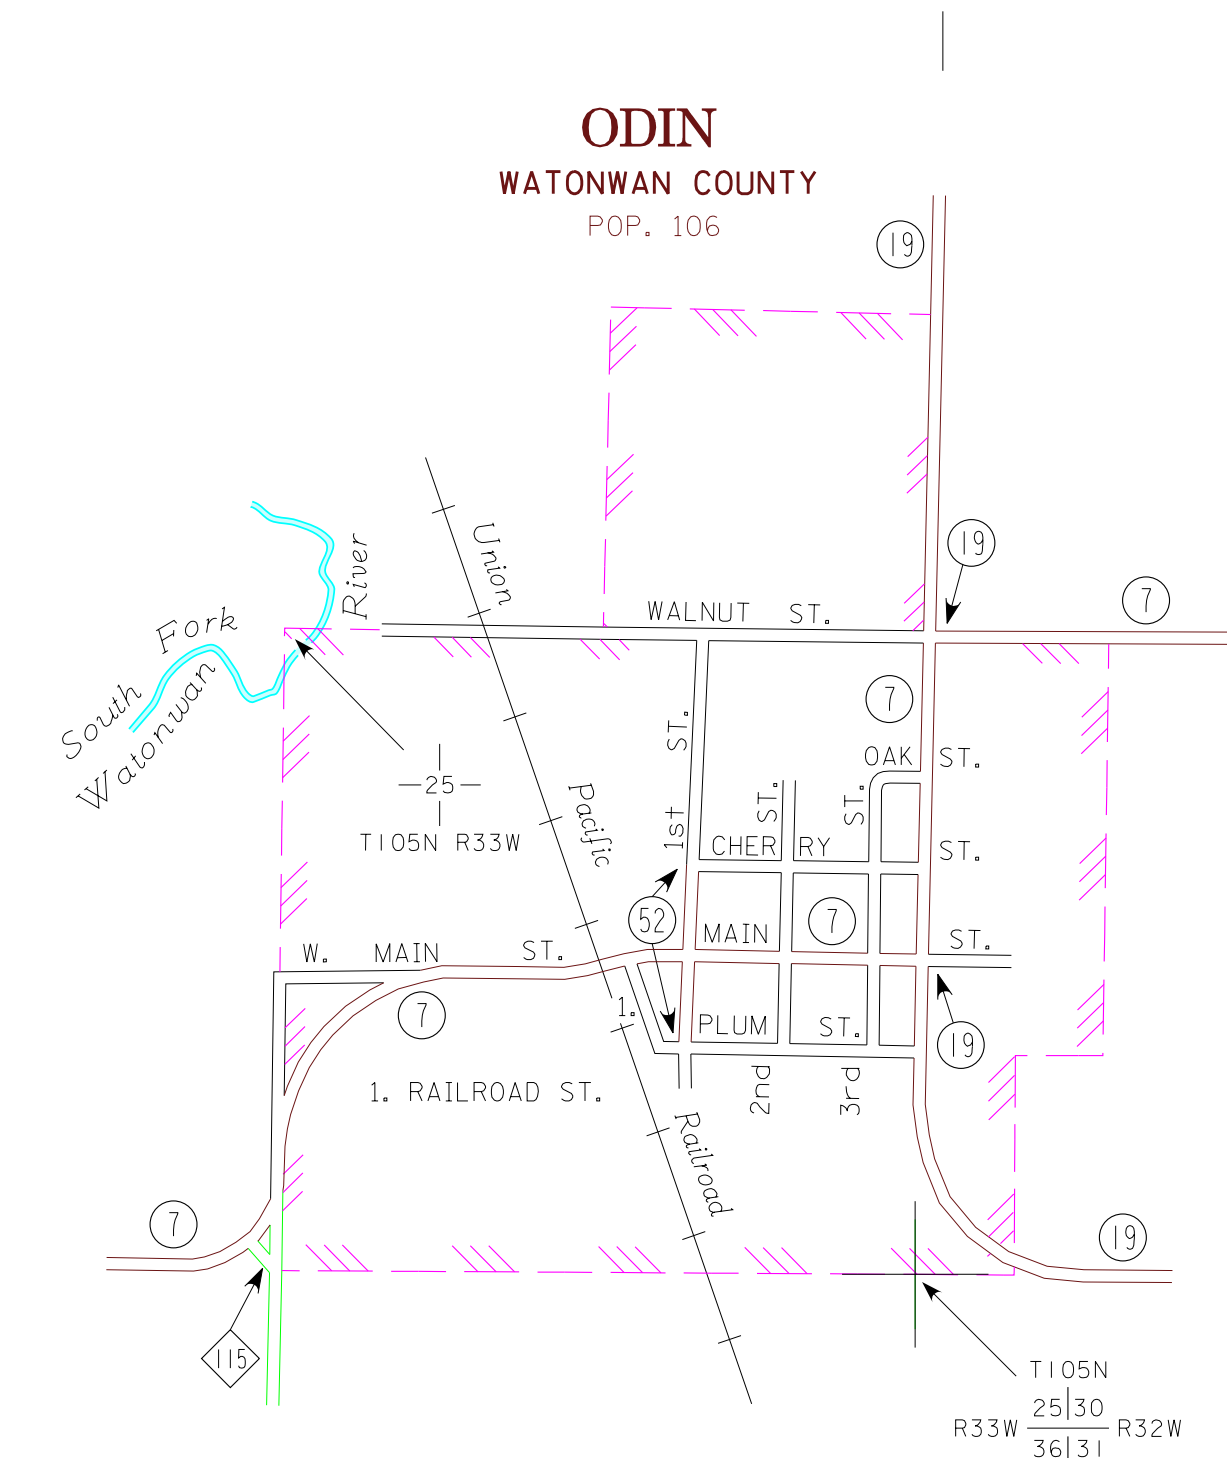 ODIN
WATONWAN COUNTY
POP. 106
19
19
7
WALNUT ST.
Union
River
South Fork
Watonwan
7
OAK ST.
1st ST.
ST.
ST.
25
T105N R33W
Pacific
CHERRY ST.
52
7
MAIN ST.
W. MAIN ST.
7
1.
PLUM ST.
19
2nd
3rd
1. RAILROAD ST.
Railroad
7
19
115
T105N
25|30
R33W R32W
36|31